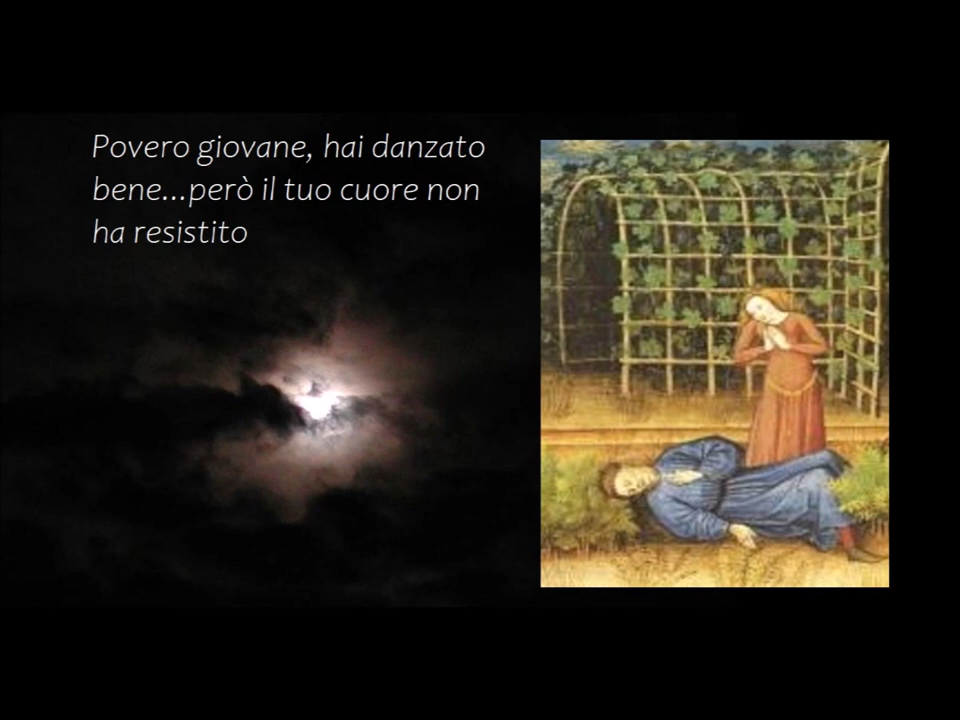 Povero giovane, hai danzato
bene...però il tuo cuore non
ha resistito